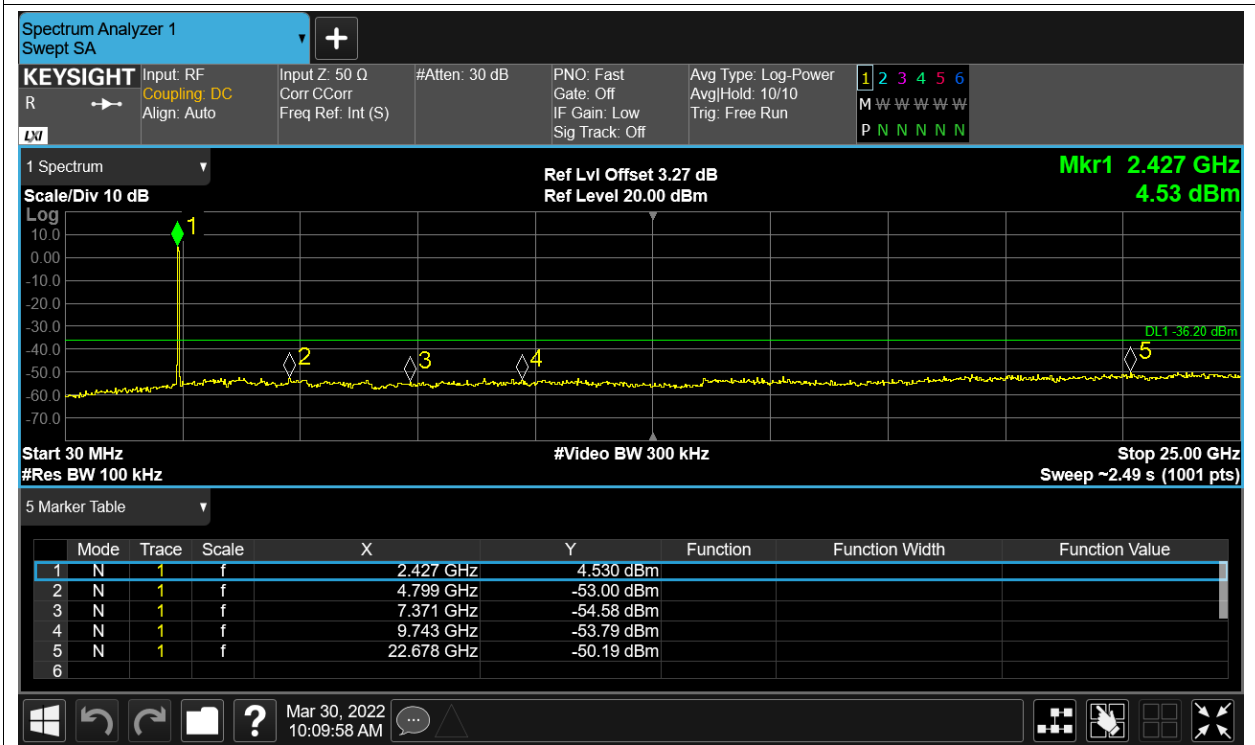 Spectrum Analyzer 1
Swept SA
KEYSIGHT
R
LXI
Input: RF
Coupling: DC
Align: Auto
Input Z: 50 Ω
Corr CCorr
Freq Ref: Int (S)
#Atten: 30 dB
PNO: Fast
Gate: Off
IF Gain: Low
Sig Track: Off
Avg Type: Log-Power
Avg|Hold: 10/10
Trig: Free Run
1 2 3 4 5 6
M W W W W W
P N N N N N
1 Spectrum
Scale/Div 10 dB
Ref Lvl Offset 3.27 dB
Ref Level 20.00 dBm
Mkr1 2.427 GHz
4.53 dBm
Log
10.0
0.00
-10.0
-20.0
-30.0
-40.0
-50.0
-60.0
-70.0
1
2
3
4
5
DL1 -36.20 dBm
Start 30 MHz
#Res BW 100 kHz
#Video BW 300 kHz
Stop 25.00 GHz
Sweep ~2.49 s (1001 pts)
5 Marker Table
Mode Trace Scale X Y Function Function Width Function Value
1 N 1 f 2.427 GHz 4.530 dBm
2 N 1 f 4.799 GHz -53.00 dBm
3 N 1 f 7.371 GHz -54.58 dBm
4 N 1 f 9.743 GHz -53.79 dBm
5 N 1 f 22.678 GHz -50.19 dBm
6
?
Mar 30, 2022
10:09:58 AM